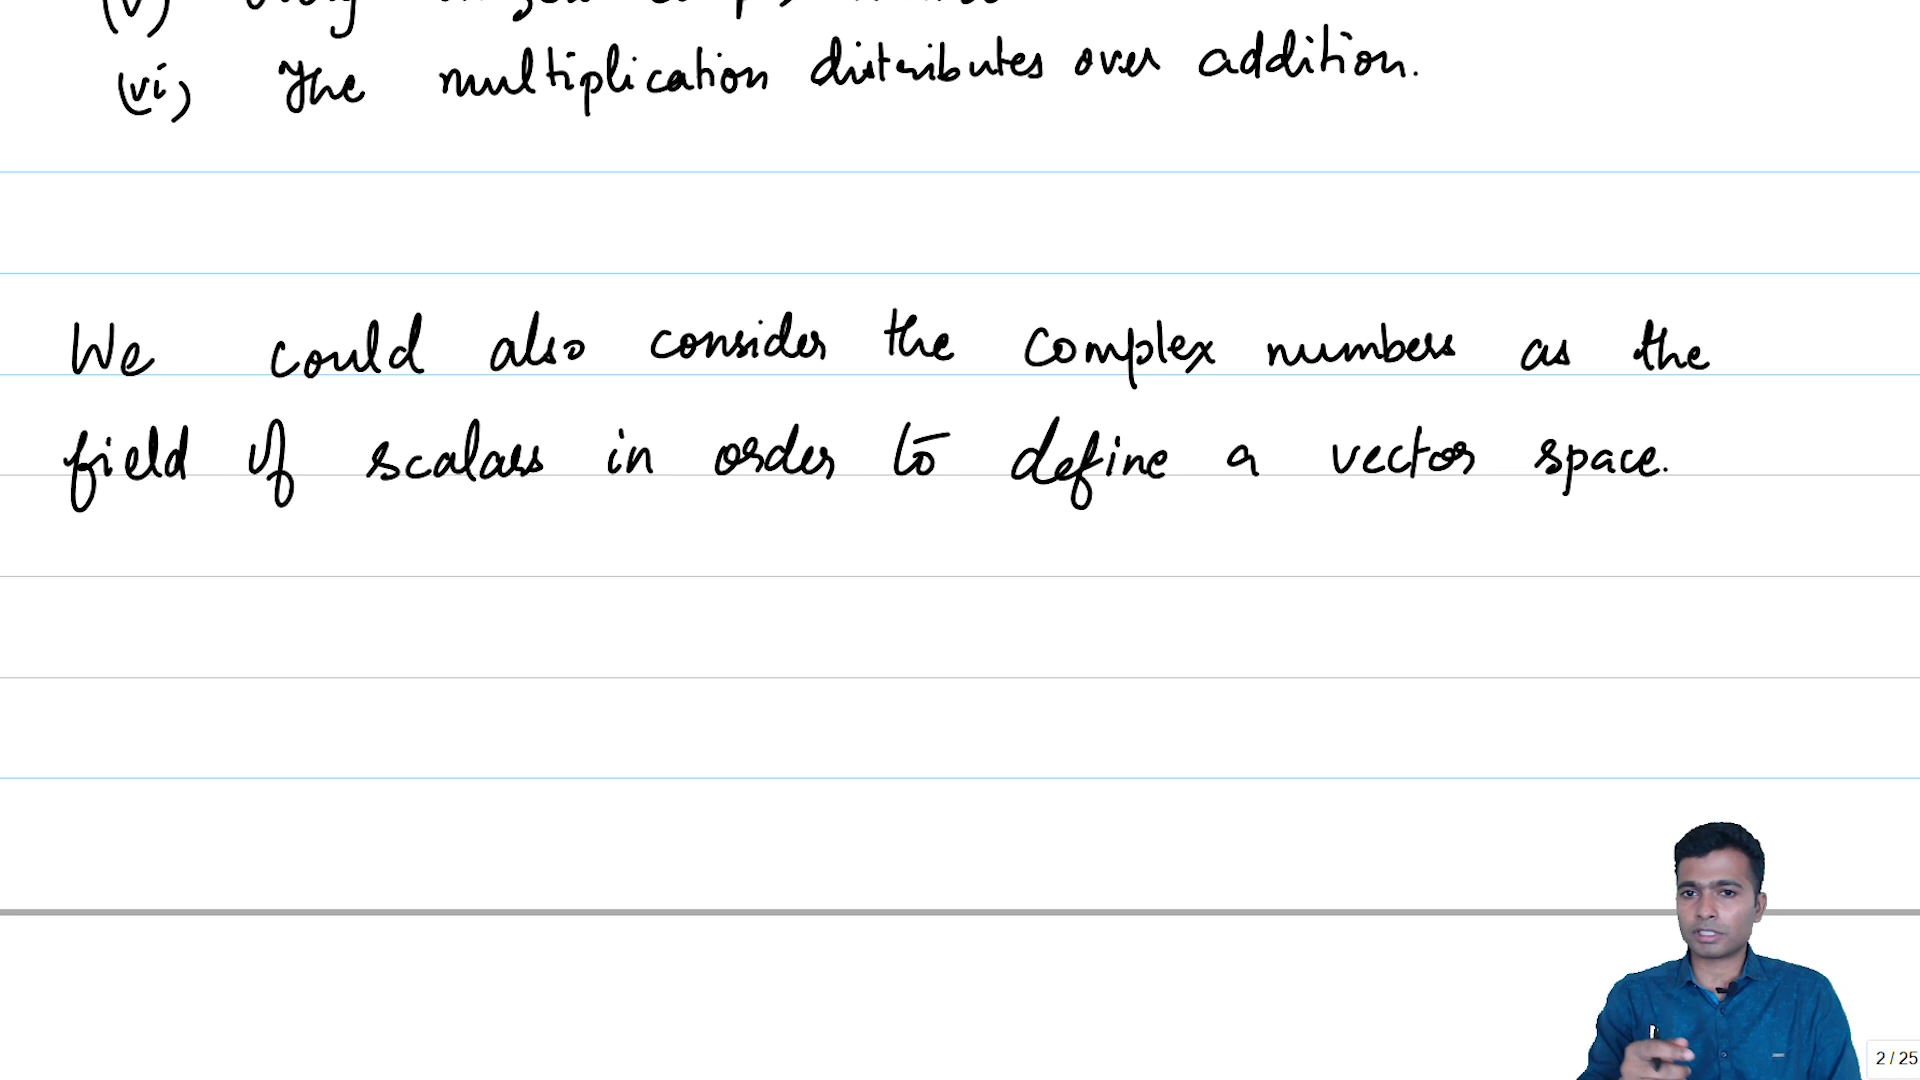 (v)
(vi) The multiplication distributes over addition.
We could also consider the complex numbers as the
field of scalars in order to define a vector space.
2 / 25